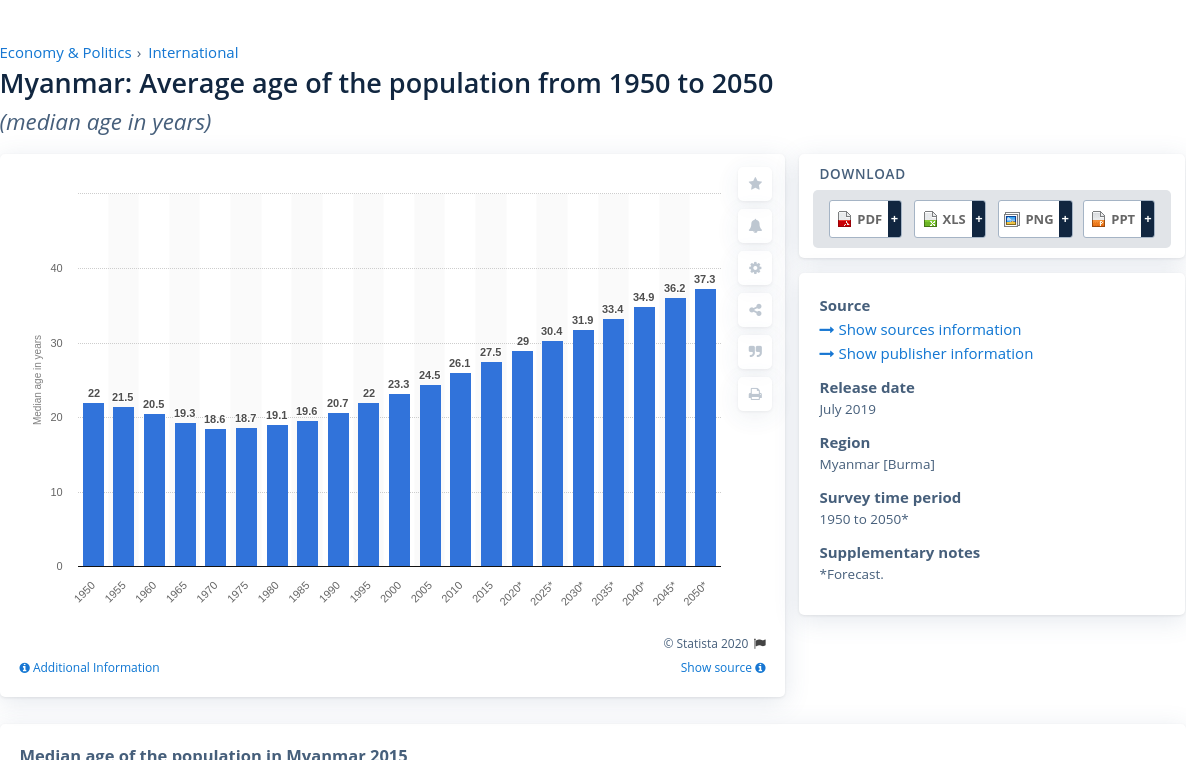 Economy & Politics › International
Myanmar: Average age of the population from 1950 to 2050
(median age in years)
Median age in years
40
30
20
10
0
22
21.5
20.5
19.3
18.6
18.7
19.1
19.6
20.7
22
23.3
24.5
26.1
27.5
29
30.4
31.9
33.4
34.9
36.2
37.3
1950
1955
1960
1965
1970
1975
1980
1985
1990
1995
2000
2005
2010
2015
2020*
2025*
2030*
2035*
2040*
2045*
2050*
© Statista 2020
Additional Information
Show source
DOWNLOAD
PDF +
XLS +
PNG +
PPT +
Source
Show sources information
Show publisher information
Release date
July 2019
Region
Myanmar [Burma]
Survey time period
1950 to 2050*
Supplementary notes
*Forecast.
Median age of the population in Myanmar 2015